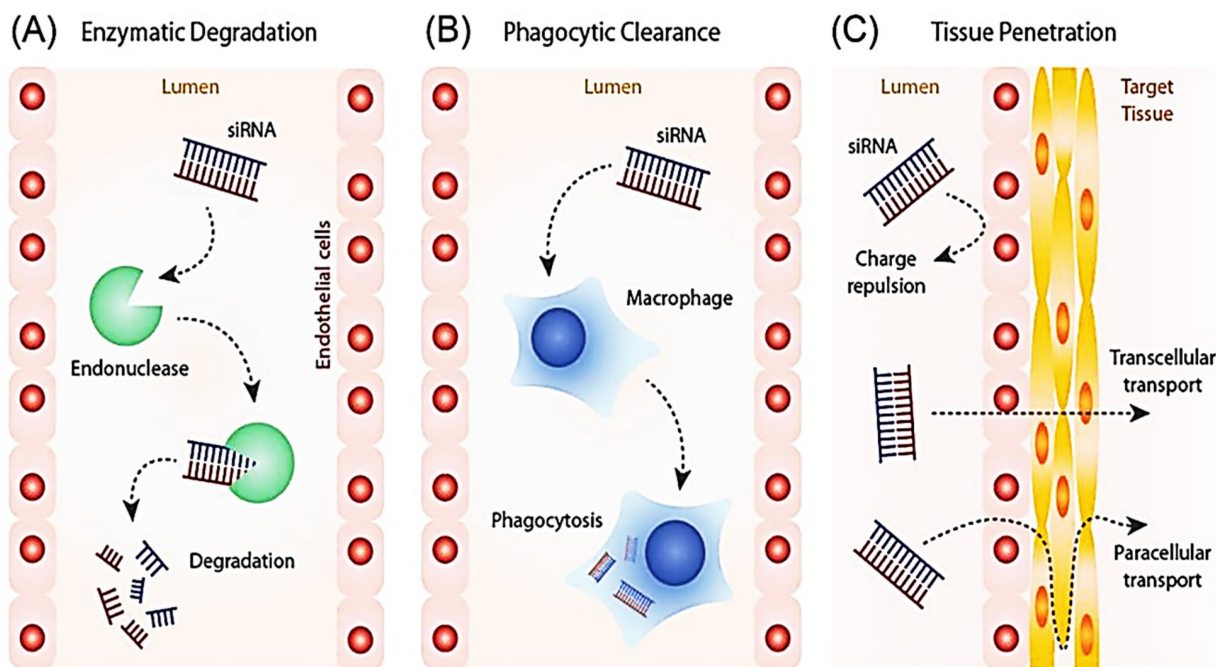 (A) Enzymatic Degradation
Lumen
siRNA
Endothelial cells
Endonuclease
Degradation
(B) Phagocytic Clearance
Lumen
siRNA
Macrophage
Phagocytosis
(C) Tissue Penetration
Lumen
Target
Tissue
siRNA
Charge
repulsion
Transcellular
transport
Paracellular
transport